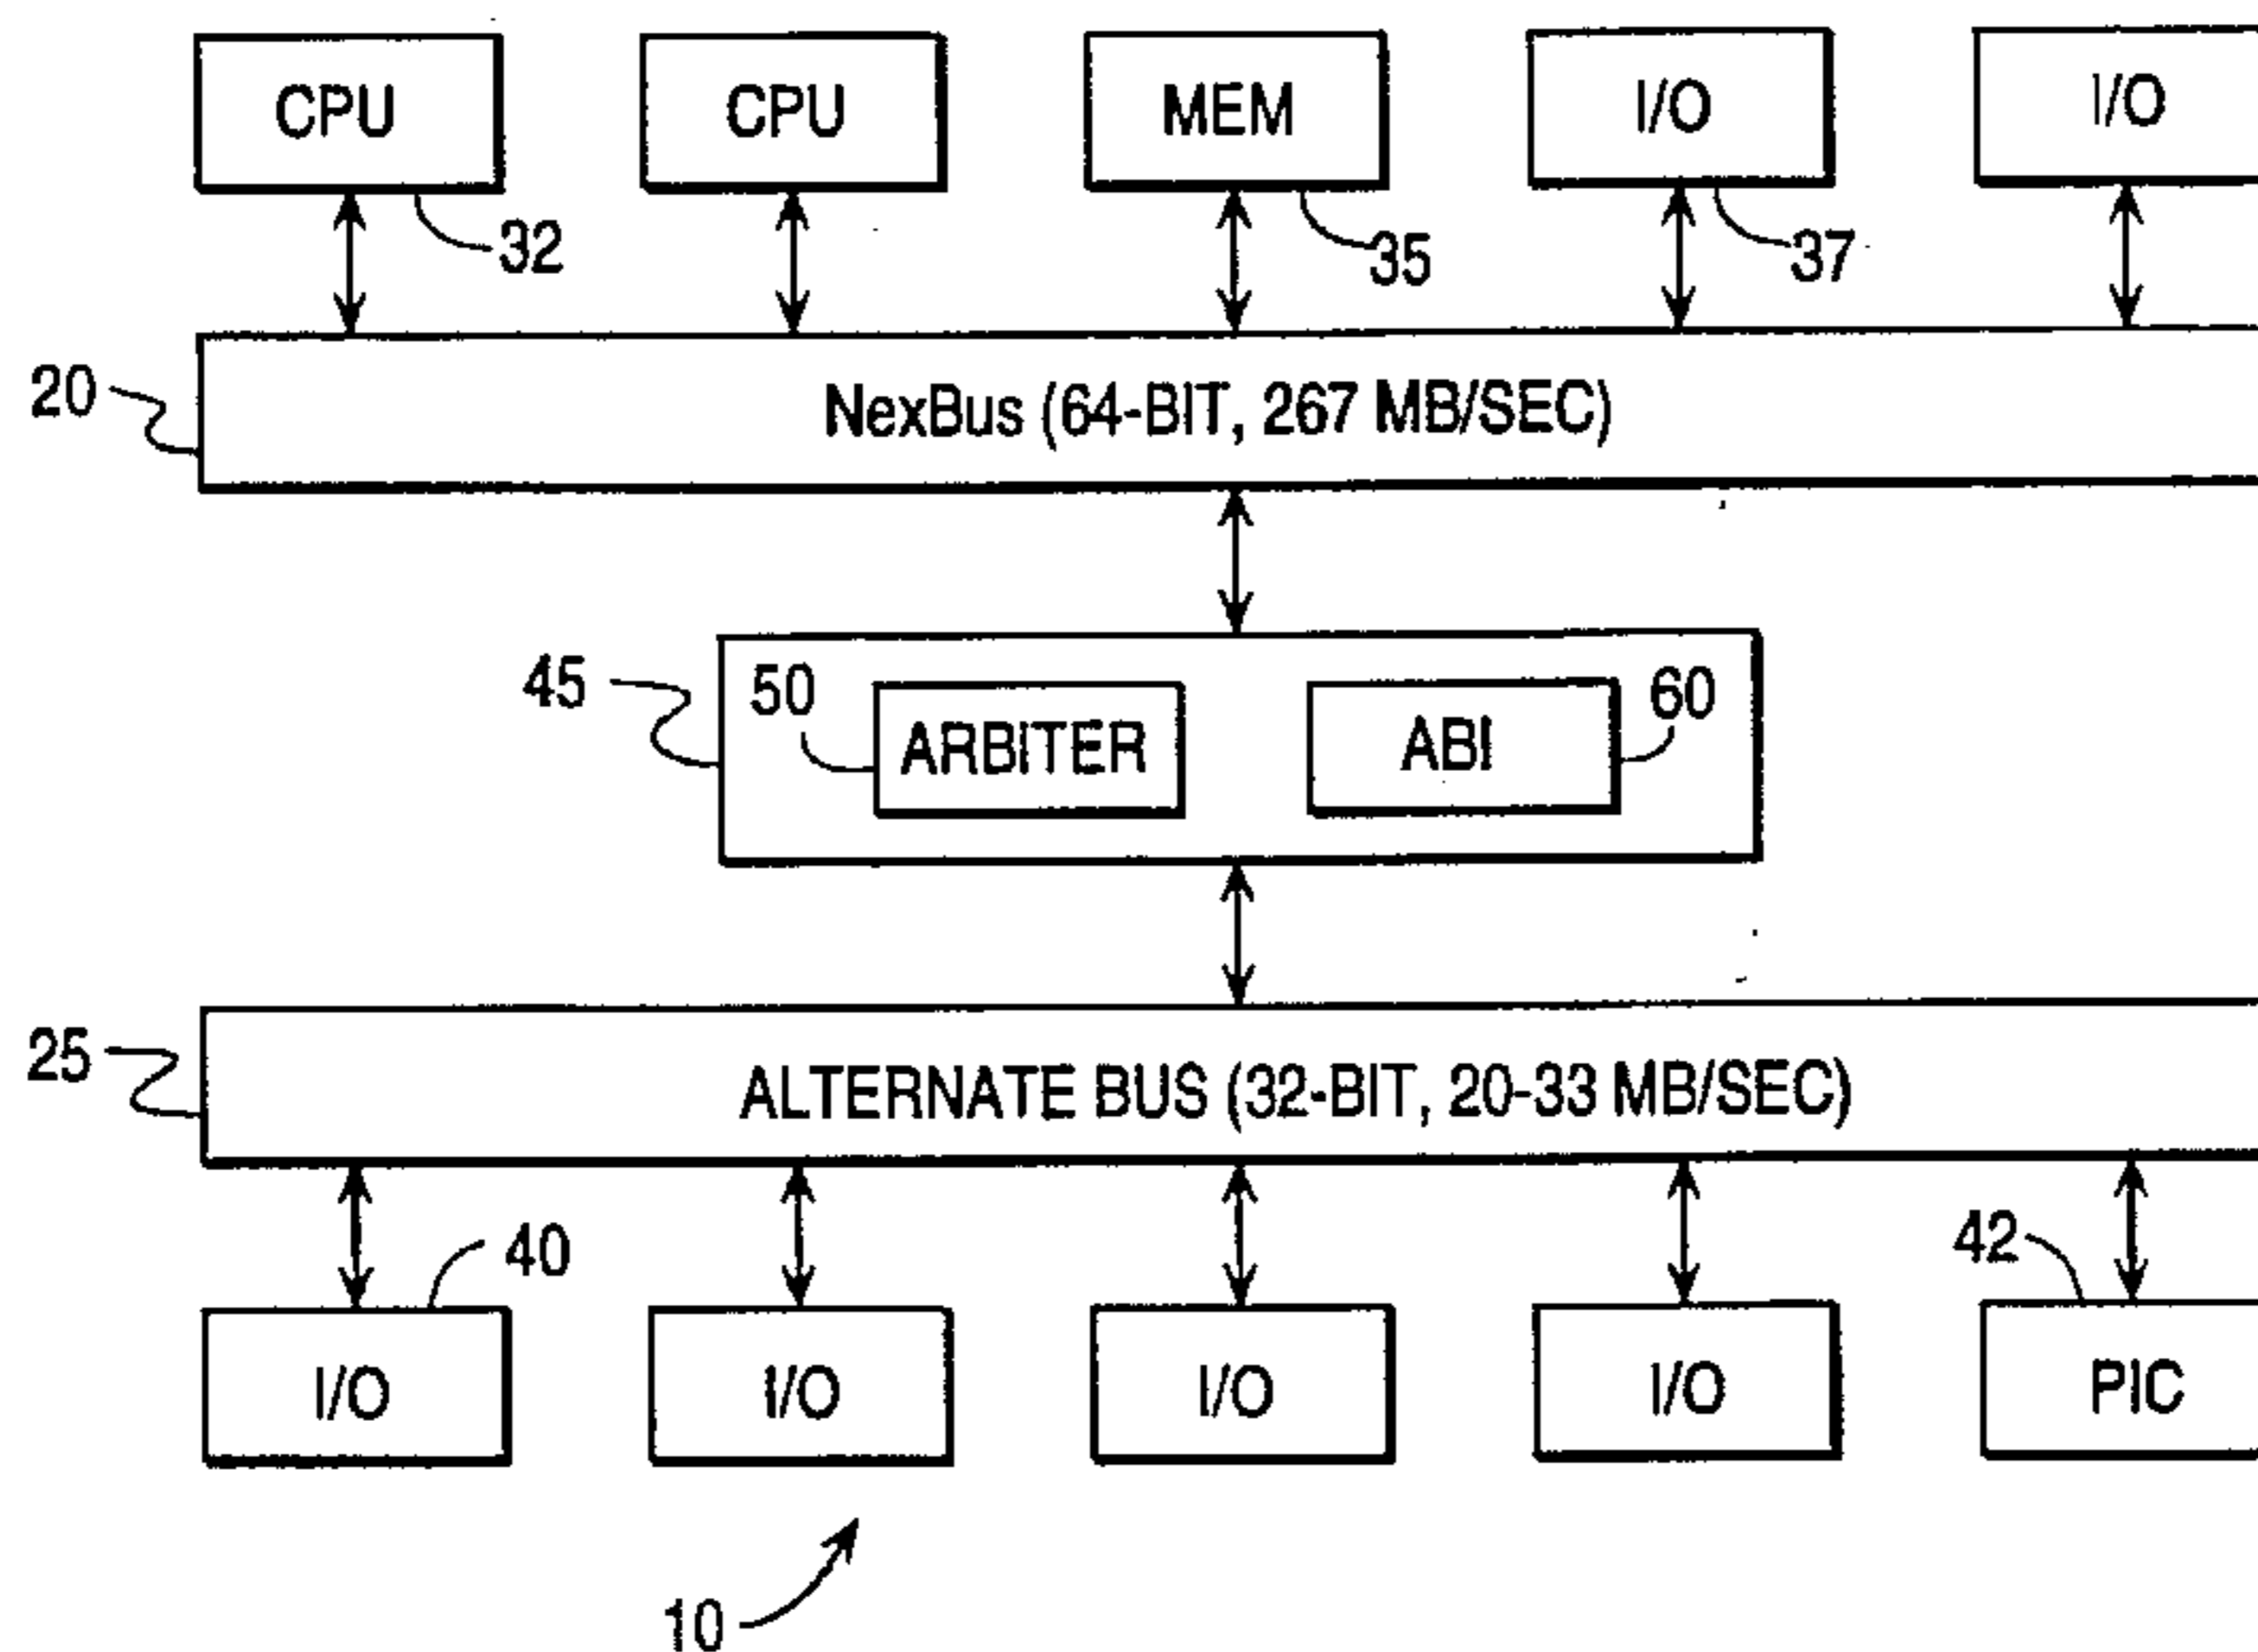 CPU CPU MEM I/O I/O
32 35 37
20
NexBus (64-BIT, 267 MB/SEC)
45 50 ARBITER ABI 60
25
ALTERNATE BUS (32-BIT, 20-33 MB/SEC)
40 42
I/O I/O I/O I/O PIC
10